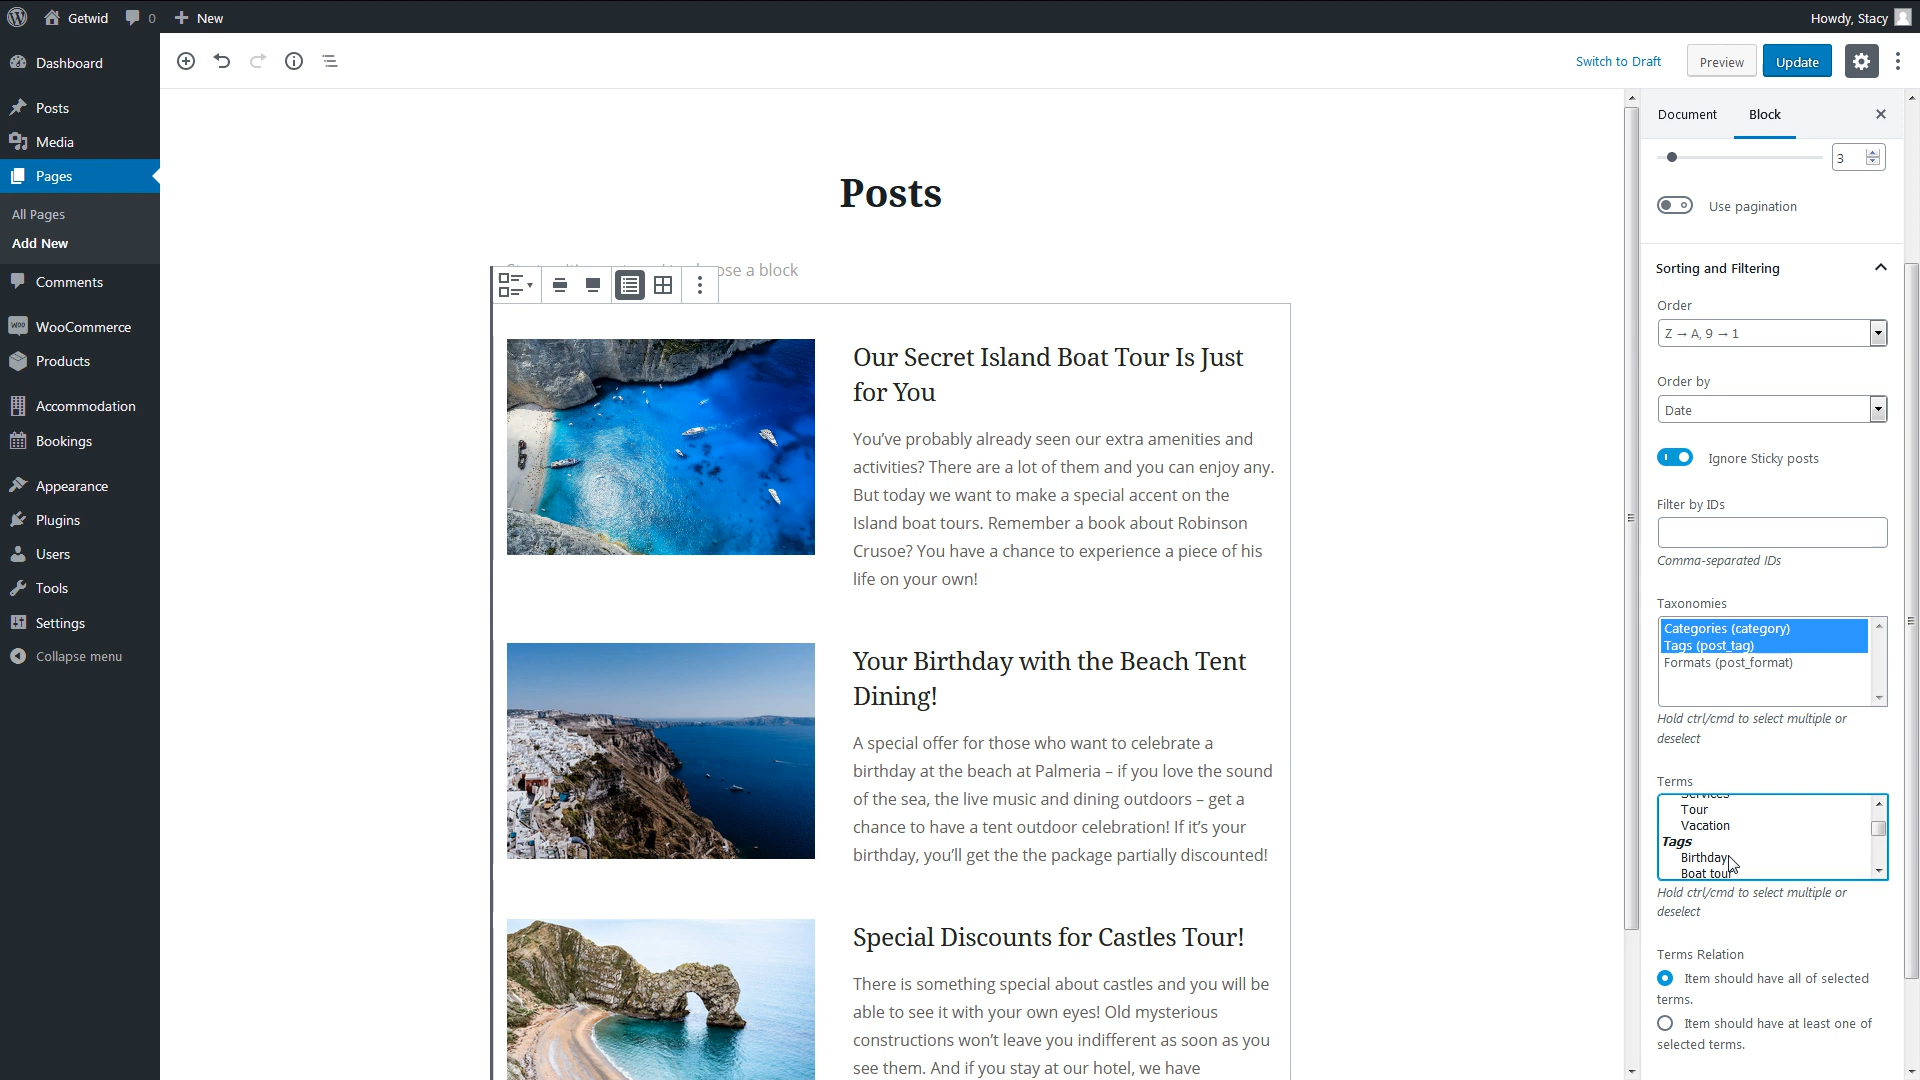 Getwid
0
New
Howdy, Stacy
Dashboard
Posts
Media
Pages
All Pages
Add New
Comments
WooCommerce
Products
Accommodation
Bookings
Appearance
Plugins
Users
Tools
Settings
Collapse menu
Switch to Draft
Preview
Update
Posts
ose a block
Our Secret Island Boat Tour Is Just
for You
You've probably already seen our extra amenities and
activities? There are a lot of them and you can enjoy any.
But today we want to make a special accent on the
Island boat tours. Remember a book about Robinson
Crusoe? You have a chance to experience a piece of his
life on your own!
Your Birthday with the Beach Tent
Dining!
A special offer for those who want to celebrate a
birthday at the beach at Palmeria – if you love the sound
of the sea, the live music and dining outdoors – get a
chance to have a tent outdoor celebration! If it's your
birthday, you'll get the the package partially discounted!
Special Discounts for Castles Tour!
There is something special about castles and you will be
able to see it with your own eyes! Old mysterious
constructions won't leave you indifferent as soon as you
see them. And if you stay at our hotel, we have
Document
Block
3
Use pagination
Sorting and Filtering
Order
Z → A, 9 → 1
Order by
Date
Ignore Sticky posts
Filter by IDs
Comma-separated IDs
Taxonomies
Categories (category)
Tags (post_tag)
Formats (post_format)
Hold ctrl/cmd to select multiple or
deselect
Terms
Services
Tour
Vacation
Tags
Birthday
Boat tour
Hold ctrl/cmd to select multiple or
deselect
Terms Relation
Item should have all of selected
terms.
Item should have at least one of
selected terms.